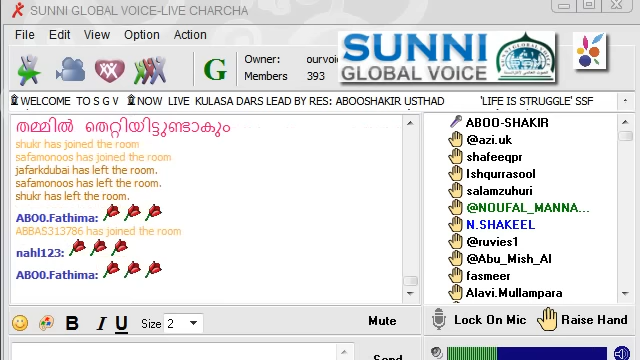 SUNNI GLOBAL VOICE-LIVE CHARCHA
File Edit View Option Action
Owner: ourvoi
Members 393
G
SUNNI
GLOBAL VOICE
WELCOME TO S G V NOW LIVE KULASA DARS LEAD BY RES: ABOOSHAKIR USTHAD 'LIFE IS STRUGGLE' SSF
തമ്മിൽ തെറ്റിയിട്ടുണ്ടാകും
shukr has joined the room
safamonoos has joined the room
jafarkdubai has left the room.
safamonoos has left the room.
shukr has left the room.
ABOO.Fathima:
ABBAS313786 has joined the room
nahl123:
ABOO.Fathima:
ABOO-SHAKIR
@azi.uk
shafeeqpr
Ishqurrasool
salamzuhuri
@NOUFAL_MANNA...
N.SHAKEEL
@ruvies1
@Abu_Mish_Al
fasmeer
Alavi.Mullampara
B I U Size 2 Mute
Lock On Mic Raise Hand
Send